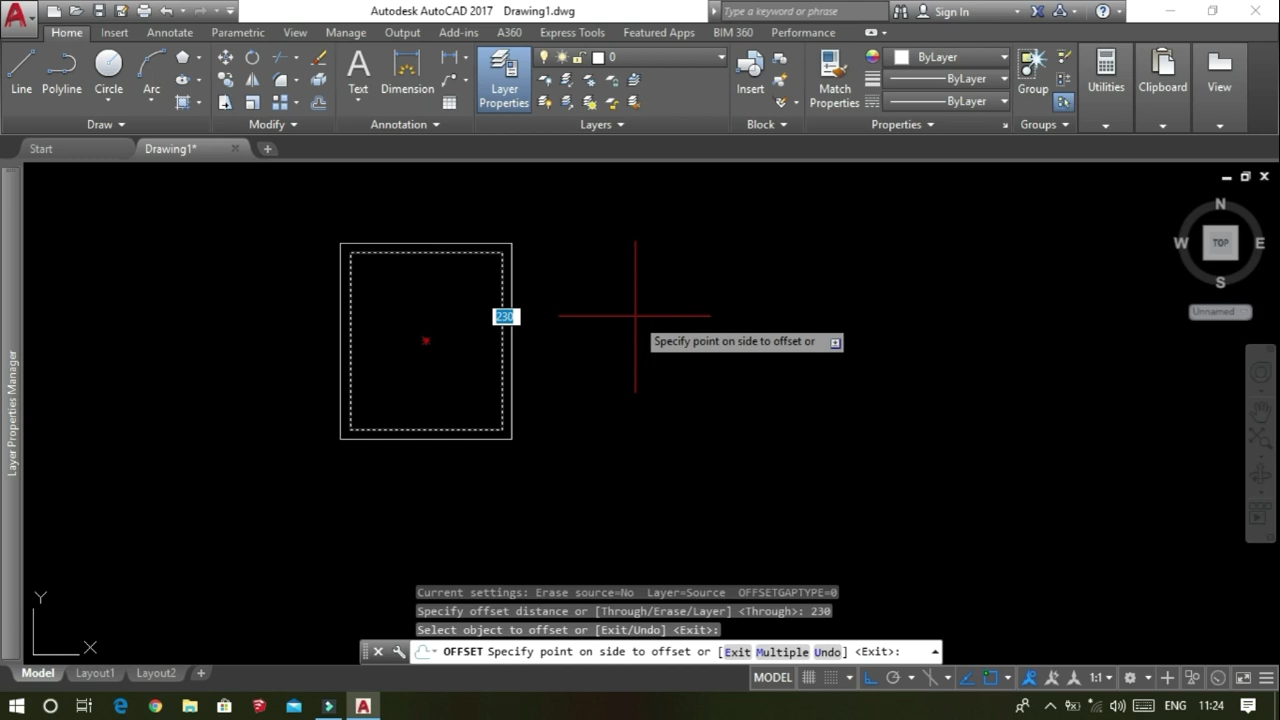 Autodesk AutoCAD 2017 Drawing1.dwg
Type a keyword or phrase
Sign In
Home Insert Annotate Parametric View Manage Output Add-ins A360 Express Tools Featured Apps BIM 360 Performance
Line Polyline Circle Arc
Text Dimension
Layer Properties
0
Insert
Match Properties
ByLayer
ByLayer
ByLayer
Group Utilities Clipboard View
Draw Modify Annotation Layers Block Properties Groups
Start Drawing1*
N
W TOP E
S
Unnamed
230
Specify point on side to offset or
Layer Properties Manager
Current settings: Erase source=No Layer=Source OFFSETGAPTYPE=0
Specify offset distance or [Through/Erase/Layer] <Through>: 230
Select object to offset or [Exit/Undo] <Exit>:
OFFSET Specify point on side to offset or [Exit Multiple Undo] <Exit>:
Y
X
Model Layout1 Layout2 +
MODEL 1:1
ENG 11:24